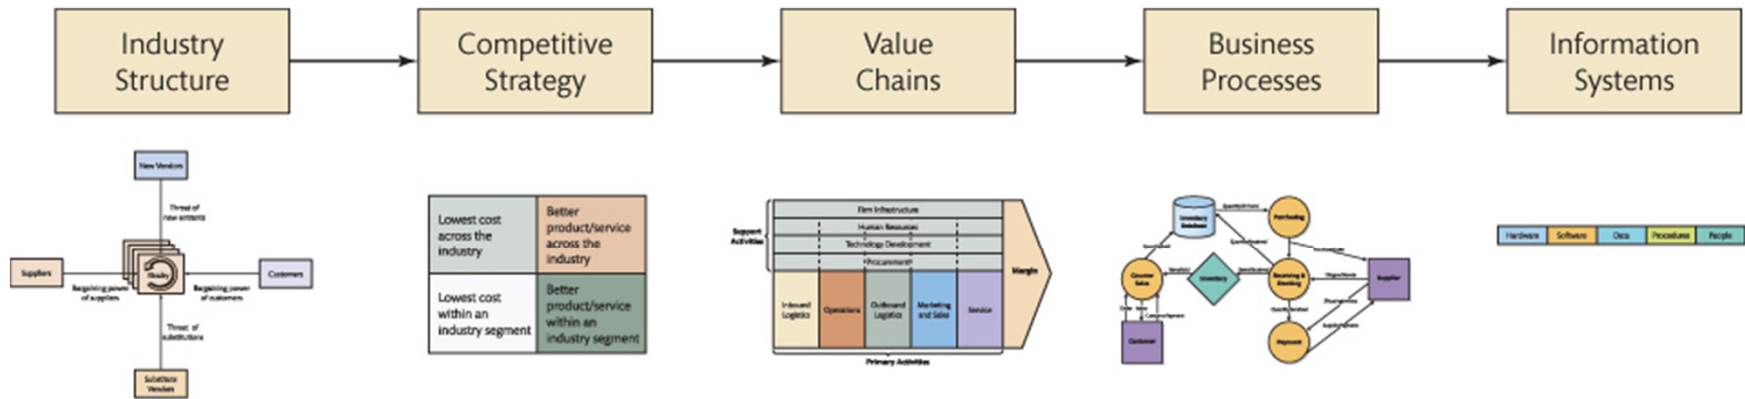 Industry
Structure
Competitive
Strategy
Value
Chains
Business
Processes
Information
Systems
New Vendors
Threat of
new entrants
Suppliers
Bargaining power
of suppliers
Rivalry
Bargaining power
of customers
Customers
Threat of
substitutions
Substitute
Vendors
Lowest cost
across the
industry
Better
product/service
across the
industry
Lowest cost
within an
industry segment
Better
product/service
within an
industry segment
Support
Activities
Firm Infrastructure
Human Resources
Technology Development
Procurement
Inbound
Logistics
Operations
Outbound
Logistics
Marketing
and Sales
Service
Margin
Primary Activities
Inventory
Database
Purchasing
Counter
Sales
Inventory
Receiving &
Stocking
Supplier
Customer
Payment
Hardware
Software
Data
Procedures
People